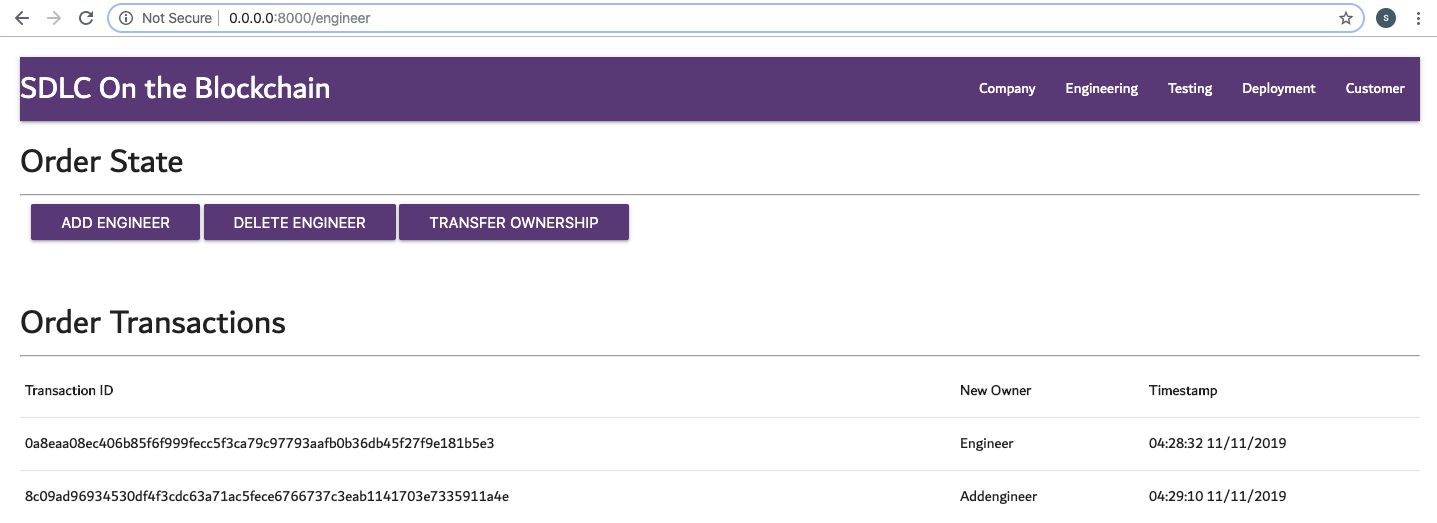 Not Secure 0.0.0.0:8000/engineer S
SDLC On the Blockchain Company Engineering Testing Deployment Customer
Order State
ADD ENGINEER DELETE ENGINEER TRANSFER OWNERSHIP
Order Transactions
Transaction ID New Owner Timestamp
0a8eaa08ec406b85f6f999fecc5f3ca79c97793aafb0b36db45f27f9e181b5e3 Engineer 04:28:32 11/11/2019
8c09ad96934530df4f3cdc63a71ac5fece6766737c3eab1141703e7335911a4e Addengineer 04:29:10 11/11/2019